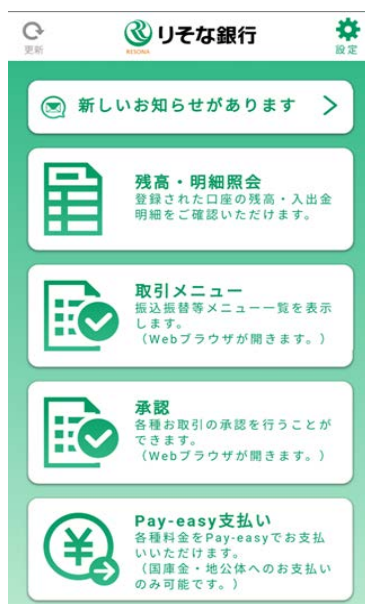 りそな銀行
RESONA
更新
設定
新しいお知らせがあります
残高・明細照会
登録された口座の残高・入出金
明細をご確認いただけます。
取引メニュー
振込振替等メニュー一覧を表示
します。
（Webブラウザが開きます。）
承認
各種お取引の承認を行うことが
できます。
（Webブラウザが開きます。）
Pay-easy支払い
各種料金をPay-easyでお支払
いいただけます。
（国庫金・地公体へのお支払い
のみ可能です。）